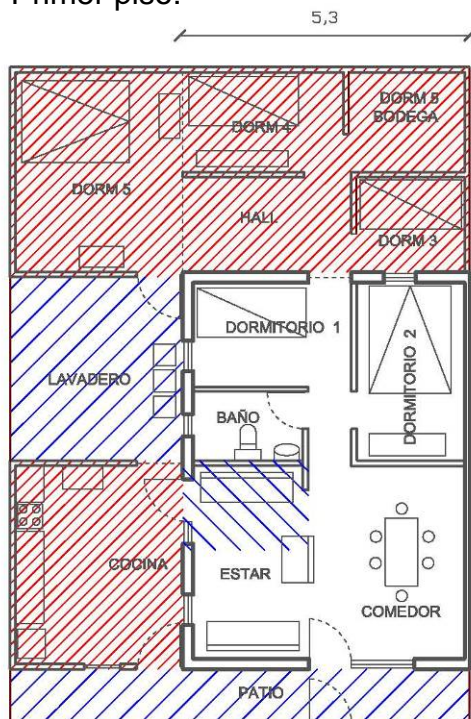 Primer piso:
5,3
DORM 5
BODEGA
DORM 4
DORM 5
HALL
DORM 3
DORMITORIO 1
DORMITORIO 2
LAVADERO
BAÑO
COCINA
ESTAR
COMEDOR
PATIO